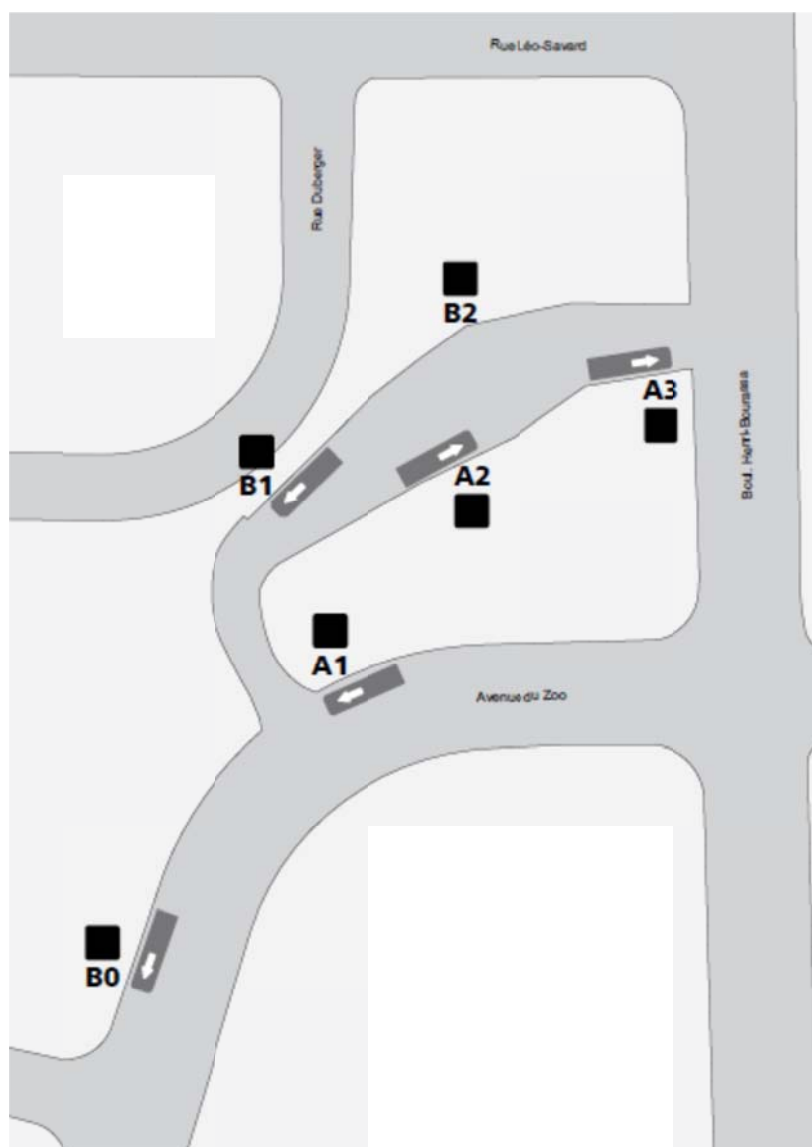 Rue Léo-Savard
Rue Duberger
B2
A3
Boul. Henri-Bourassa
B1
A2
A1
Avenue du Zoo
B0